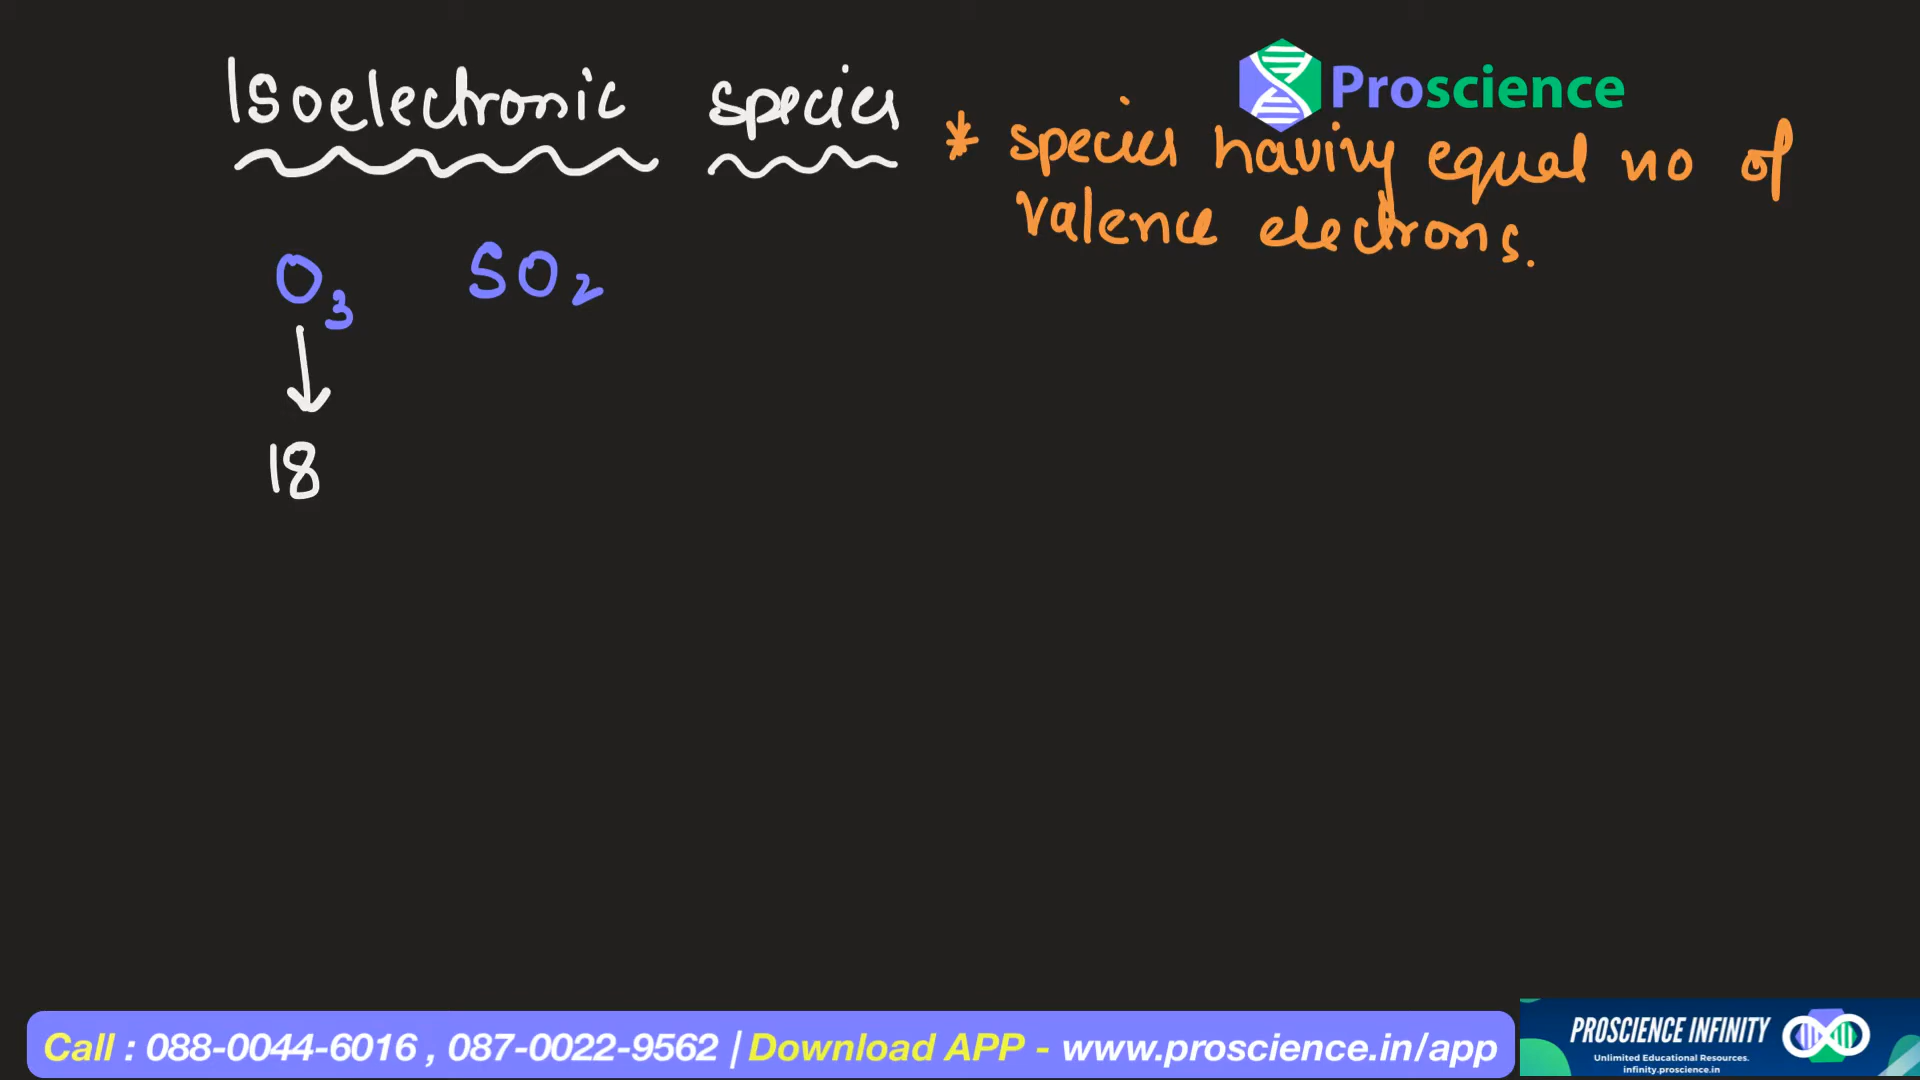 Isoelectronic species
Proscience
* species having equal no of
valence electrons.
O₃ SO₂
18
Call : 088-0044-6016 , 087-0022-9562 | Download APP - www.proscience.in/app
PROSCIENCE INFINITY
Unlimited Educational Resources.
infinity.proscience.in